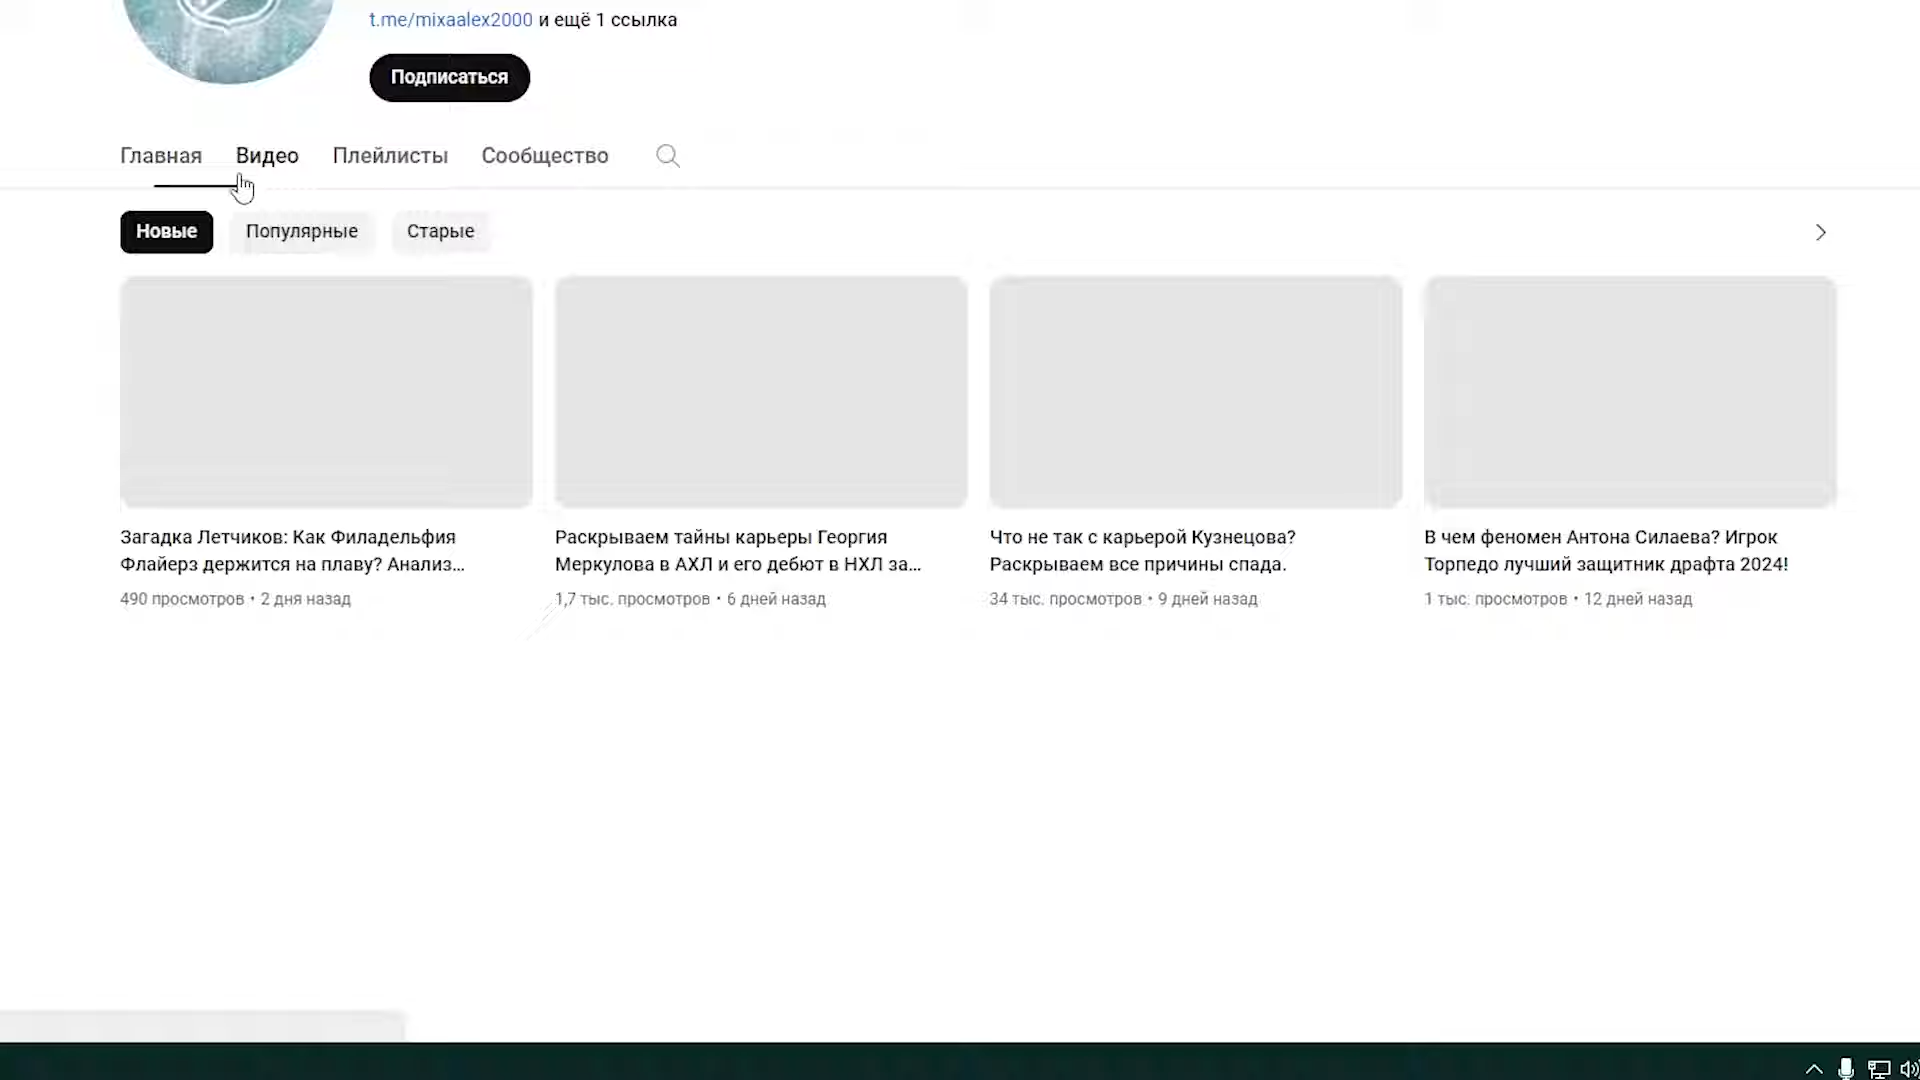 t.me/mixaalex2000 и ещё 1 ссылка
Подписаться
Главная Видео Плейлисты Сообщество
Новые Популярные Старые
Загадка Летчиков: Как Филадельфия
Флайерз держится на плаву? Анализ...
490 просмотров • 2 дня назад
Раскрываем тайны карьеры Георгия
Меркулова в АХЛ и его дебют в НХЛ за...
1,7 тыс. просмотров • 6 дней назад
Что не так с карьерой Кузнецова?
Раскрываем все причины спада.
34 тыс. просмотров • 9 дней назад
В чем феномен Антона Силаева? Игрок
Торпедо лучший защитник драфта 2024!
1 тыс. просмотров • 12 дней назад